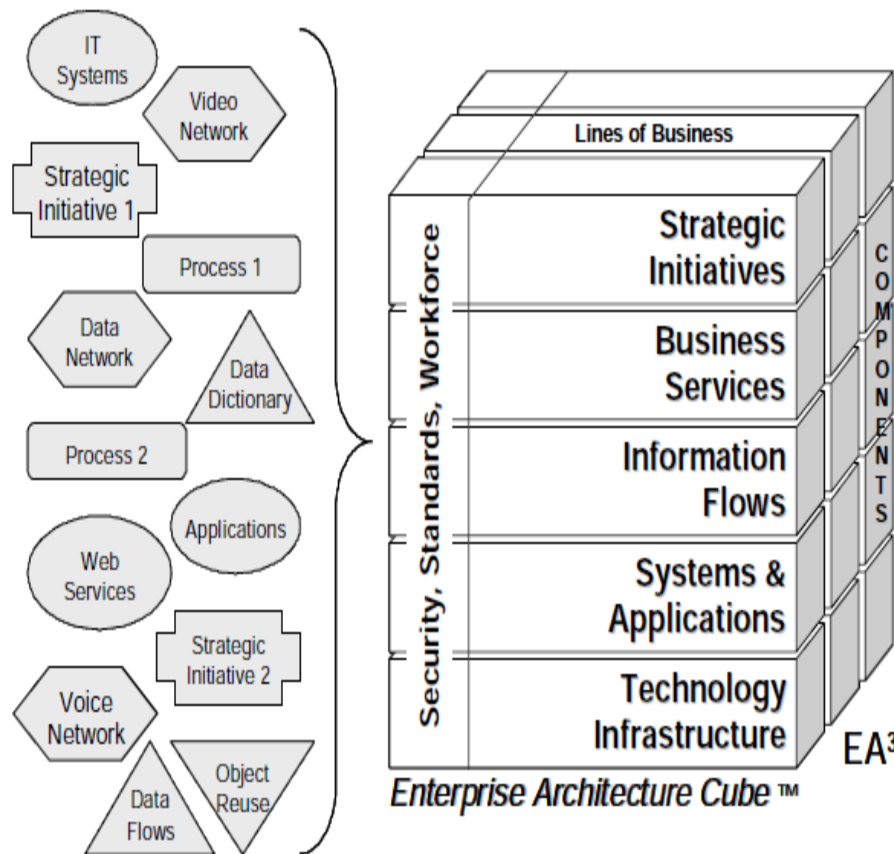 IT
Systems
Video
Network
Strategic
Initiative 1
Process 1
Data
Network
Data
Dictionary
Process 2
Applications
Web
Services
Strategic
Initiative 2
Voice
Network
Object
Reuse
Data
Flows
Lines of Business
Security, Standards, Workforce
Strategic
Initiatives
Business
Services
Information
Flows
Systems &
Applications
Technology
Infrastructure
COMPONENTS
EA³
Enterprise Architecture Cube ™